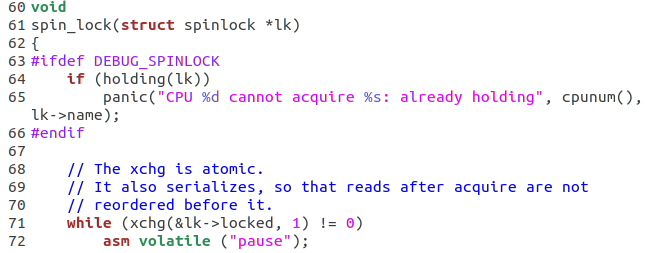 60 void
61 spin_lock(struct spinlock *lk)
62 {
63 #ifdef DEBUG_SPINLOCK
64     if (holding(lk))
65         panic("CPU %d cannot acquire %s: already holding", cpunum(),
lk->name);
66 #endif
67
68     // The xchg is atomic.
69     // It also serializes, so that reads after acquire are not
70     // reordered before it.
71     while (xchg(&lk->locked, 1) != 0)
72         asm volatile ("pause");